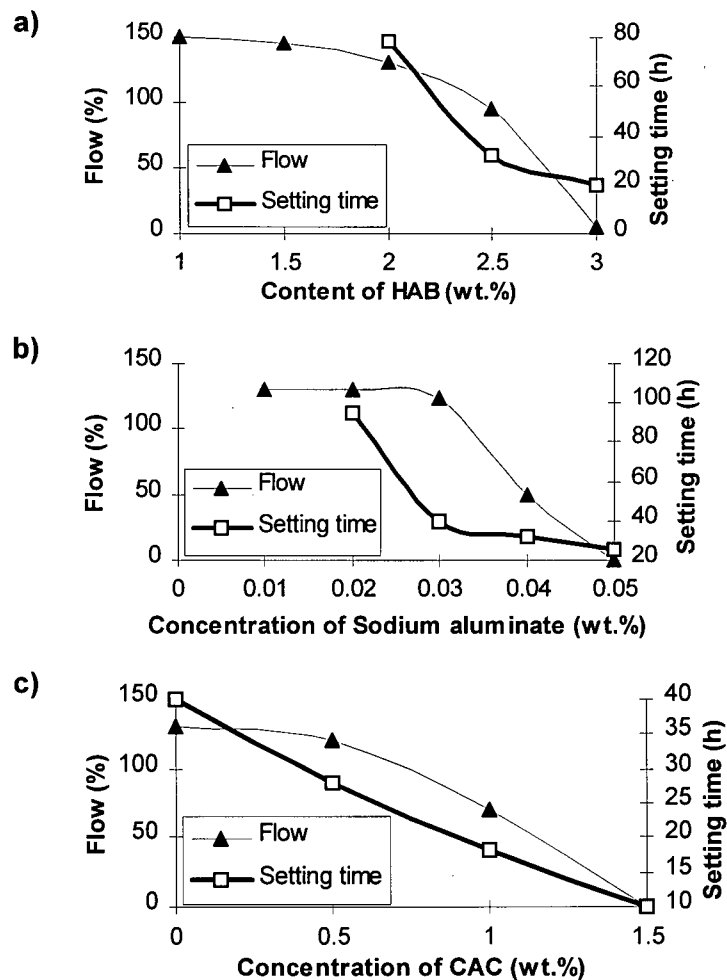 a)
150
100
50
0
Flow (%)
80
60
40
20
0
Setting time (h)
Flow
Setting time
1 1.5 2 2.5 3
Content of HAB (wt.%)
b)
150
100
50
0
Flow (%)
120
100
80
60
40
20
Setting time (h)
Flow
Setting time
0 0.01 0.02 0.03 0.04 0.05
Concentration of Sodium aluminate (wt.%)
c)
150
100
50
0
Flow (%)
40
35
30
25
20
15
10
Setting time (h)
Flow
Setting time
0 0.5 1 1.5
Concentration of CAC (wt.%)